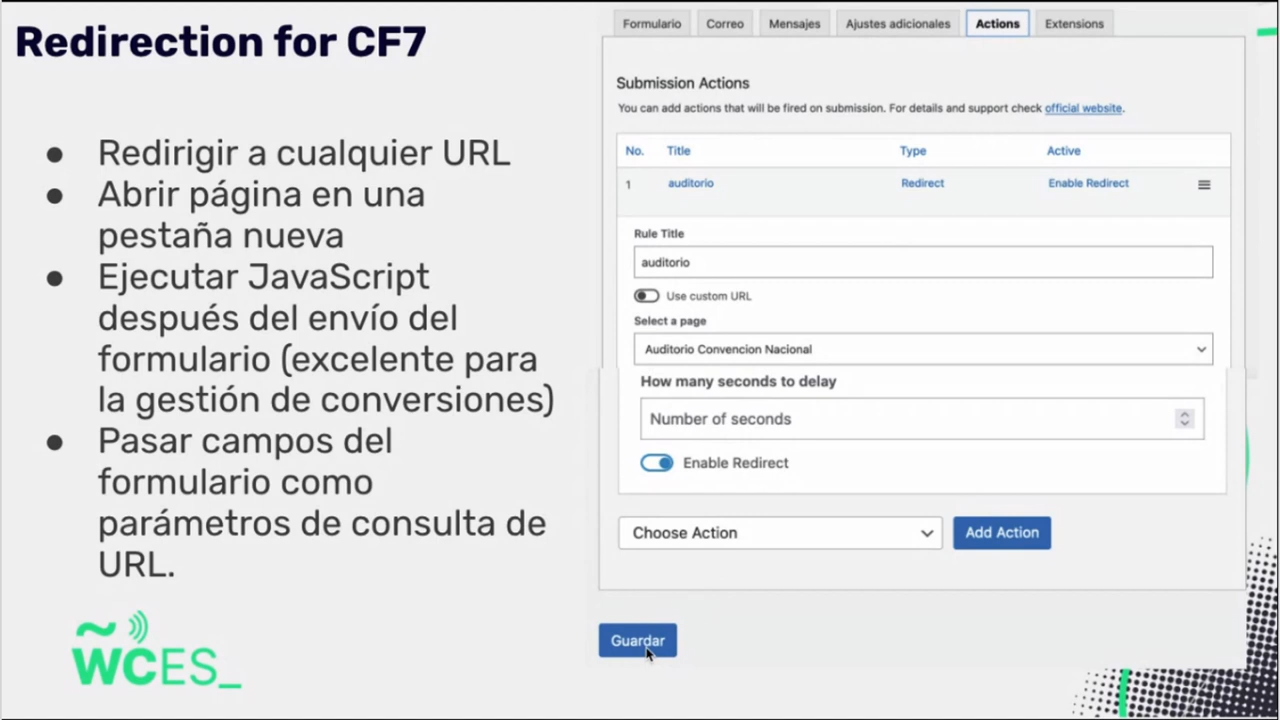 Redirection for CF7
● Redirigir a cualquier URL
● Abrir página en una
pestaña nueva
● Ejecutar JavaScript
después del envío del
formulario (excelente para
la gestión de conversiones)
● Pasar campos del
formulario como
parámetros de consulta de
URL.
~
WCES_
Formulario Correo Mensajes Ajustes adicionales Actions Extensions
Submission Actions
You can add actions that will be fired on submission. For details and support check official website.
No. Title Type Active
1 auditorio Redirect Enable Redirect
Rule Title
auditorio
Use custom URL
Select a page
Auditorio Convencion Nacional
How many seconds to delay
Number of seconds
Enable Redirect
Choose Action Add Action
Guardar